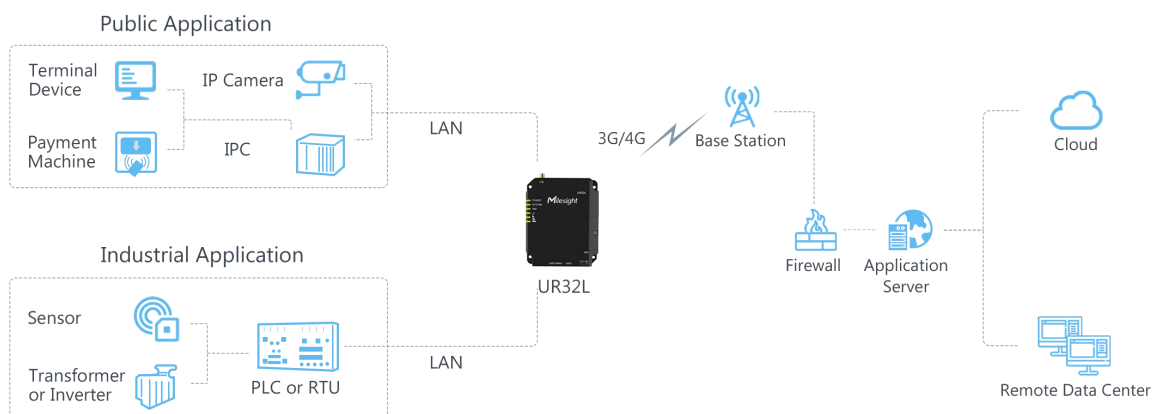 Public Application
Terminal
Device
IP Camera
Payment
Machine
IPC
LAN
3G/4G
Base Station
Cloud
Milesight
UR32L
Firewall
Application
Server
Industrial Application
Sensor
Transformer
or Inverter
PLC or RTU
LAN
Remote Data Center